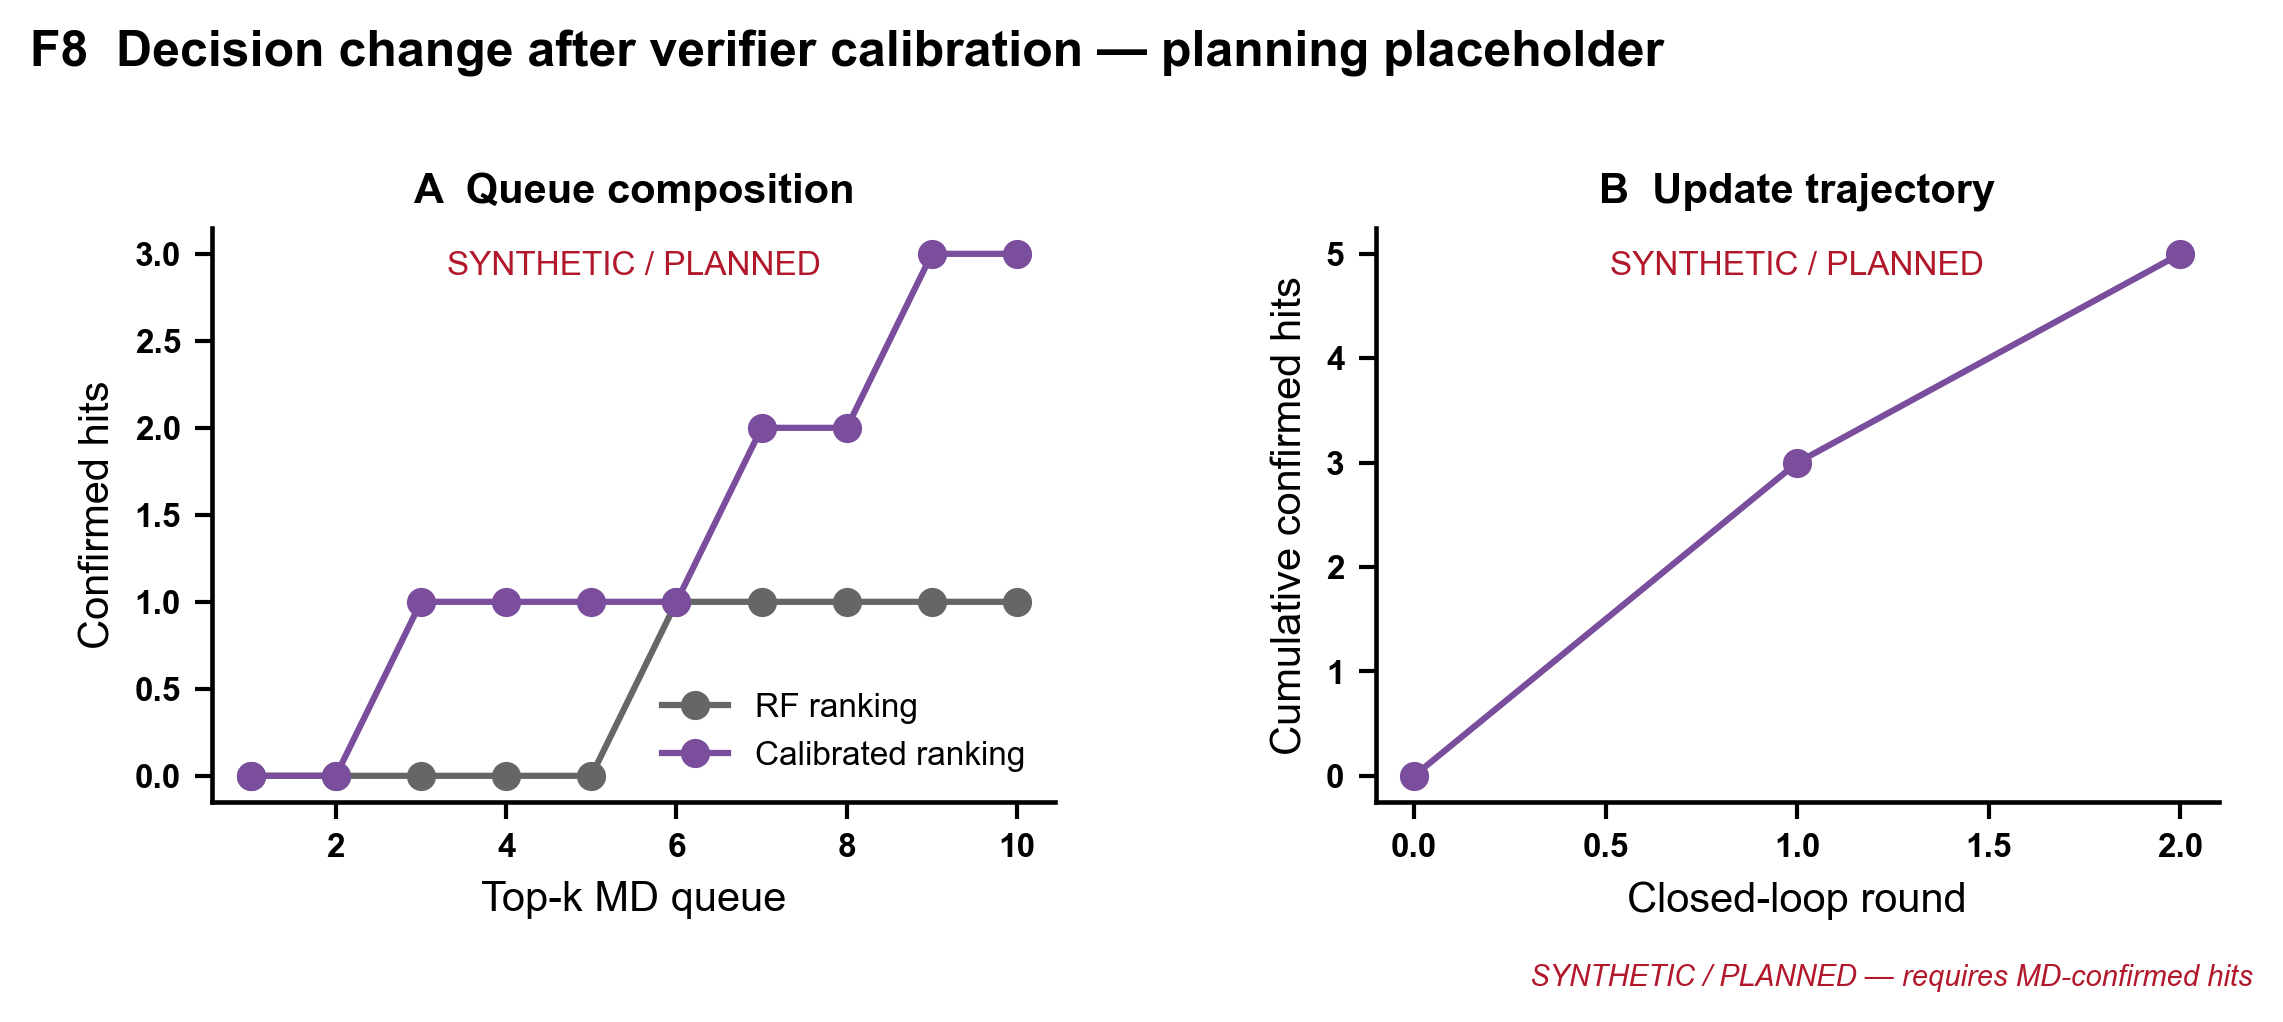 F8  Decision change after verifier calibration — planning placeholder
A  Queue composition
SYNTHETIC / PLANNED
Confirmed hits
3.0
2.5
2.0
1.5
1.0
0.5
0.0
RF ranking
Calibrated ranking
2 4 6 8 10
Top-k MD queue
B  Update trajectory
SYNTHETIC / PLANNED
Cumulative confirmed hits
5
4
3
2
1
0
0.0 0.5 1.0 1.5 2.0
Closed-loop round
SYNTHETIC / PLANNED — requires MD-confirmed hits